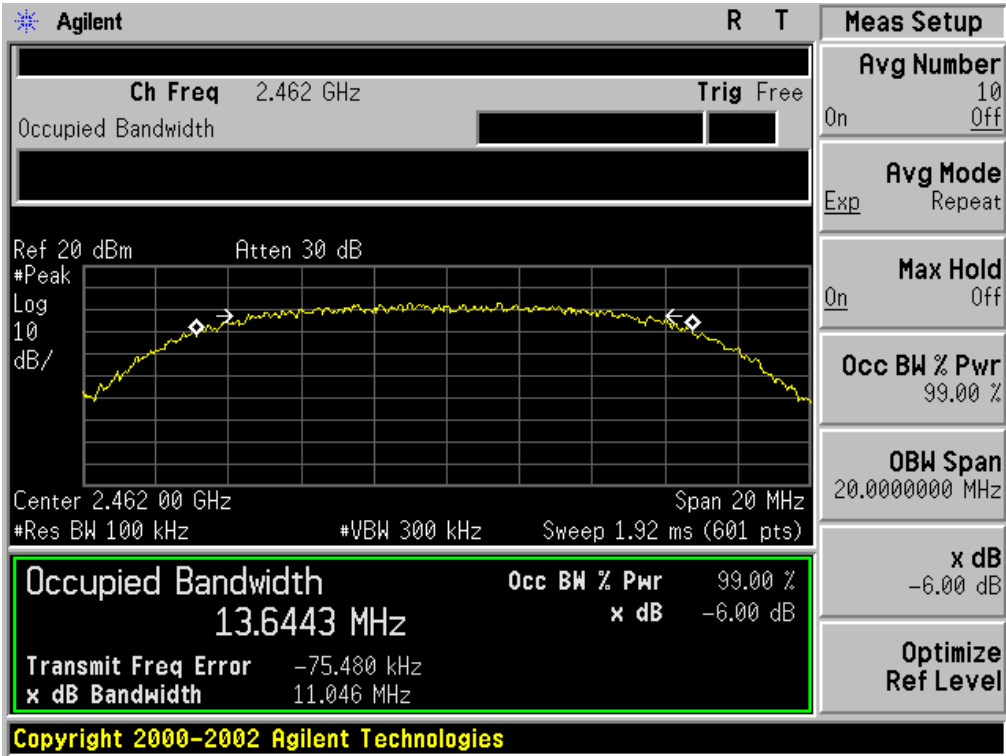 Agilent R T
Ch Freq 2.462 GHz Trig Free
Occupied Bandwidth
Ref 20 dBm Atten 30 dB
#Peak
Log
10
dB/
Center 2.462 00 GHz Span 20 MHz
#Res BW 100 kHz #VBW 300 kHz Sweep 1.92 ms (601 pts)
Occupied Bandwidth Occ BW % Pwr 99.00 %
13.6443 MHz x dB -6.00 dB
Transmit Freq Error -75.480 kHz
x dB Bandwidth 11.046 MHz
Copyright 2000-2002 Agilent Technologies
Meas Setup
Avg Number
10
On Off
Avg Mode
Exp Repeat
Max Hold
On Off
Occ BW % Pwr
99.00 %
OBW Span
20.0000000 MHz
x dB
-6.00 dB
Optimize
Ref Level